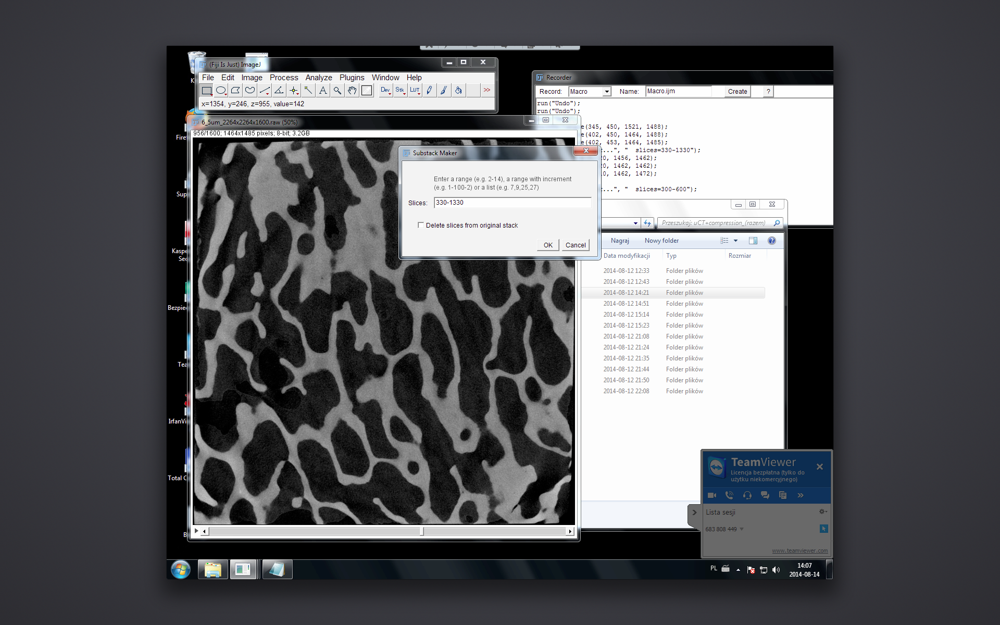 (Fiji Is Just) ImageJ
File Edit Image Process Analyze Plugins Window Help
Dev Stk LUT >>
x=1354, y=246, z=955, value=142
Recorder
Record: Macro Name: Macro.ijm Create ?
run("Undo");
run("Undo");
e(345, 450, 1521, 1488);
e(402, 450, 1464, 1488);
e(402, 453, 1464, 1485);
t...", "  slices=330-1330");
0, 1456, 1462);
0, 1462, 1462);
0, 1462, 1472);
t...", "  slices=300-600");
6_5um_2264x2264x1600.raw (50%)
956/1600; 1464x1485 pixels; 8-bit; 3.2GB
Substack Maker
Enter a range (e.g. 2-14), a range with increment
(e.g. 1-100-2) or a list (e.g. 7,9,25,27)
Slices: 330-1330
Delete slices from original stack
OK Cancel
Przeszukaj: uCT+compression_(razem)
Nagraj Nowy folder
Data modyfikacji Typ Rozmiar
2014-08-12 12:33 Folder plików
2014-08-12 12:43 Folder plików
2014-08-12 14:21 Folder plików
2014-08-12 14:51 Folder plików
2014-08-12 15:14 Folder plików
2014-08-12 15:23 Folder plików
2014-08-12 21:08 Folder plików
2014-08-12 21:24 Folder plików
2014-08-12 21:35 Folder plików
2014-08-12 21:44 Folder plików
2014-08-12 21:50 Folder plików
2014-08-12 22:08 Folder plików
K
Fire
Sup
Kaspe
Sec
Bezpiec
Tea
IrfanVi
Total C
B
TeamViewer
Licencja bezpłatna (tylko do
użytku niekomercyjnego)
Lista sesji
683 808 449
www.teamviewer.com
PL
14:07
2014-08-14